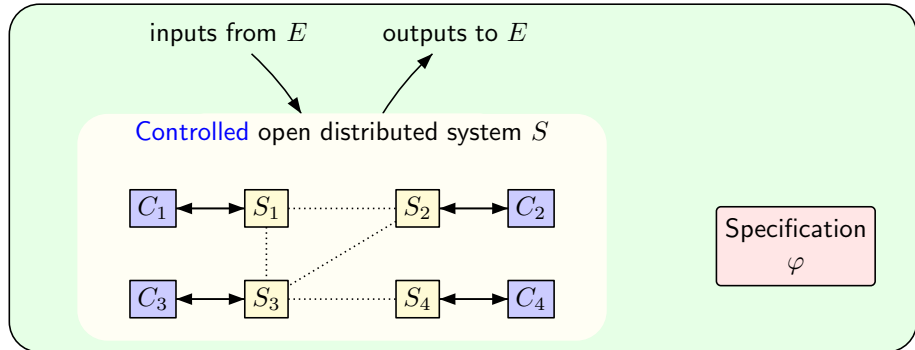 inputs from E outputs to E
Controlled open distributed system S
C₁ S₁ S₂ C₂
Specification
φ
C₃ S₃ S₄ C₄